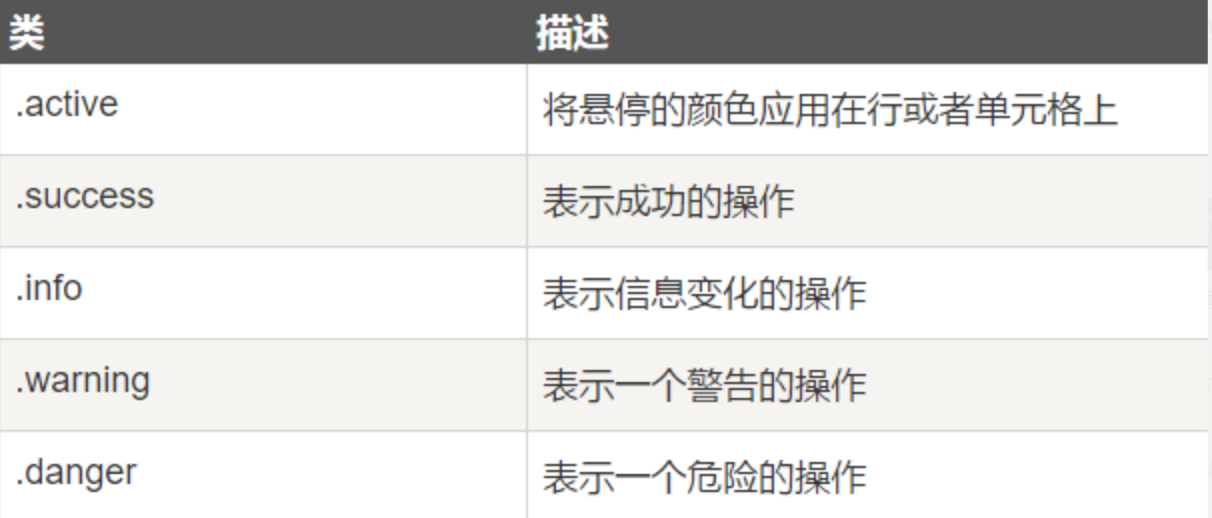 类 描述
.active 将悬停的颜色应用在行或者单元格上
.success 表示成功的操作
.info 表示信息变化的操作
.warning 表示一个警告的操作
.danger 表示一个危险的操作